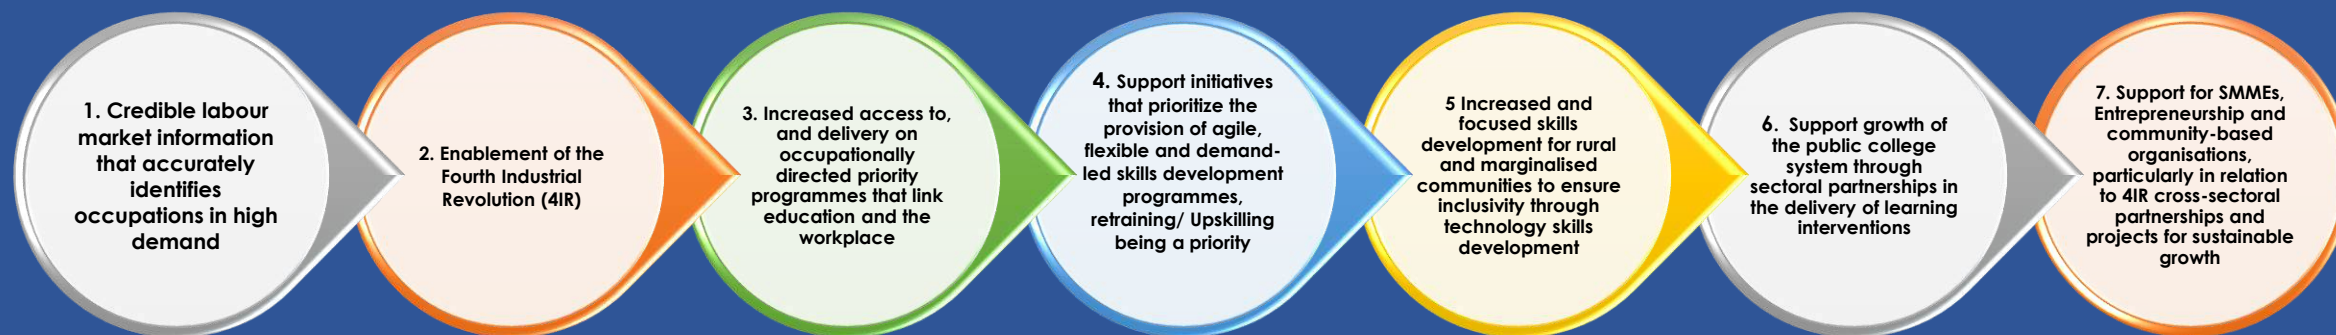 1. Credible labour
market information
that accurately
identifies
occupations in high
demand
2. Enablement of the
Fourth Industrial
Revolution (4IR)
3. Increased access to,
and delivery on
occupationally
directed priority
programmes that link
education and the
workplace
4. Support initiatives
that prioritize the
provision of agile,
flexible and demand-
led skills development
programmes,
retraining/ Upskilling
being a priority
5 Increased and
focused skills
development for rural
and marginalised
communities to ensure
inclusivity through
technology skills
development
6. Support growth of
the public college
system through
sectoral partnerships in
the delivery of learning
interventions
7. Support for SMMEs,
Entrepreneurship and
community-based
organisations,
particularly in relation
to 4IR cross-sectoral
partnerships and
projects for sustainable
growth